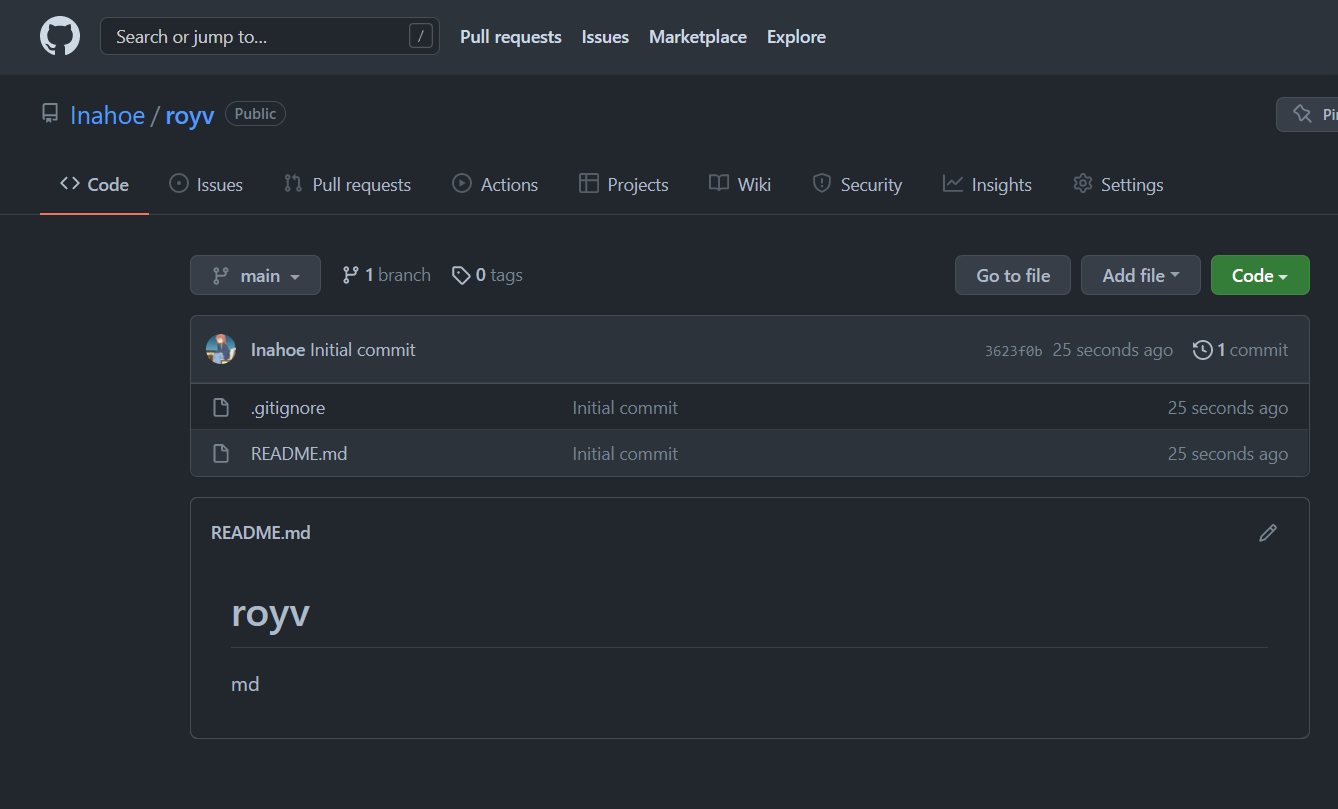 Search or jump to... /
Pull requests Issues Marketplace Explore
Inahoe / royv Public
Code Issues Pull requests Actions Projects Wiki Security Insights Settings
main 1 branch 0 tags Go to file Add file Code
Inahoe Initial commit 3623f0b 25 seconds ago 1 commit
.gitignore Initial commit 25 seconds ago
README.md Initial commit 25 seconds ago
README.md
royv
md